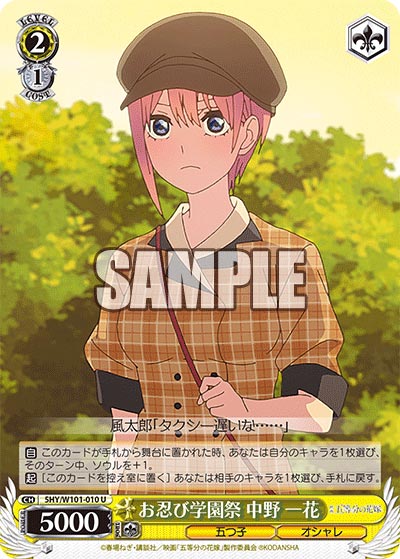 LEVEL
2
1
COST
SAMPLE
風太郎「タクシー遅いな……」
自 このカードが手札から舞台に置かれた時、あなたは自分のキャラを1枚選び、
そのターン中、ソウルを+1。
起 [このカードを控え室に置く] あなたは相手のキャラを1枚選び、手札に戻す。
CH 5HY/W101-010 U
5000
お忍び学園祭 中野 一花
五等分の花嫁
五つ子
オシャレ
©春場ねぎ・講談社/映画「五等分の花嫁」製作委員会 ®KODANSHA